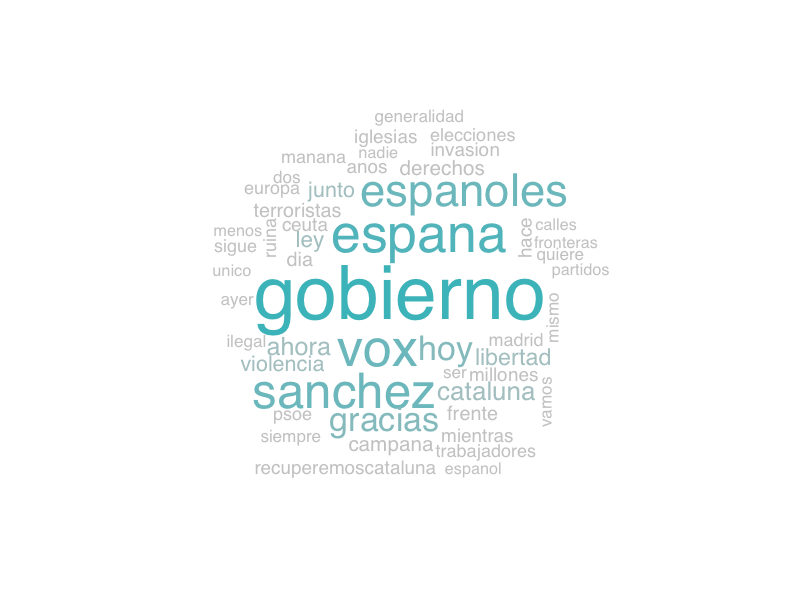 generalidad
iglesias
elecciones
manana
nadie
invasion
anos
derechos
dos
europa
junto
espanoles
terroristas
menos
ruina
ceuta
hace
calles
sigue
ley
espana
fronteras
quiere
dia
unico
partidos
gobierno
ayer
mismo
ilegal
ahora
vox
hoy
madrid
libertad
violencia
ser
millones
sanchez
cataluna
vamos
psoe
gracias
frente
siempre
campana
mientras
trabajadores
recuperemoscataluna
espanol